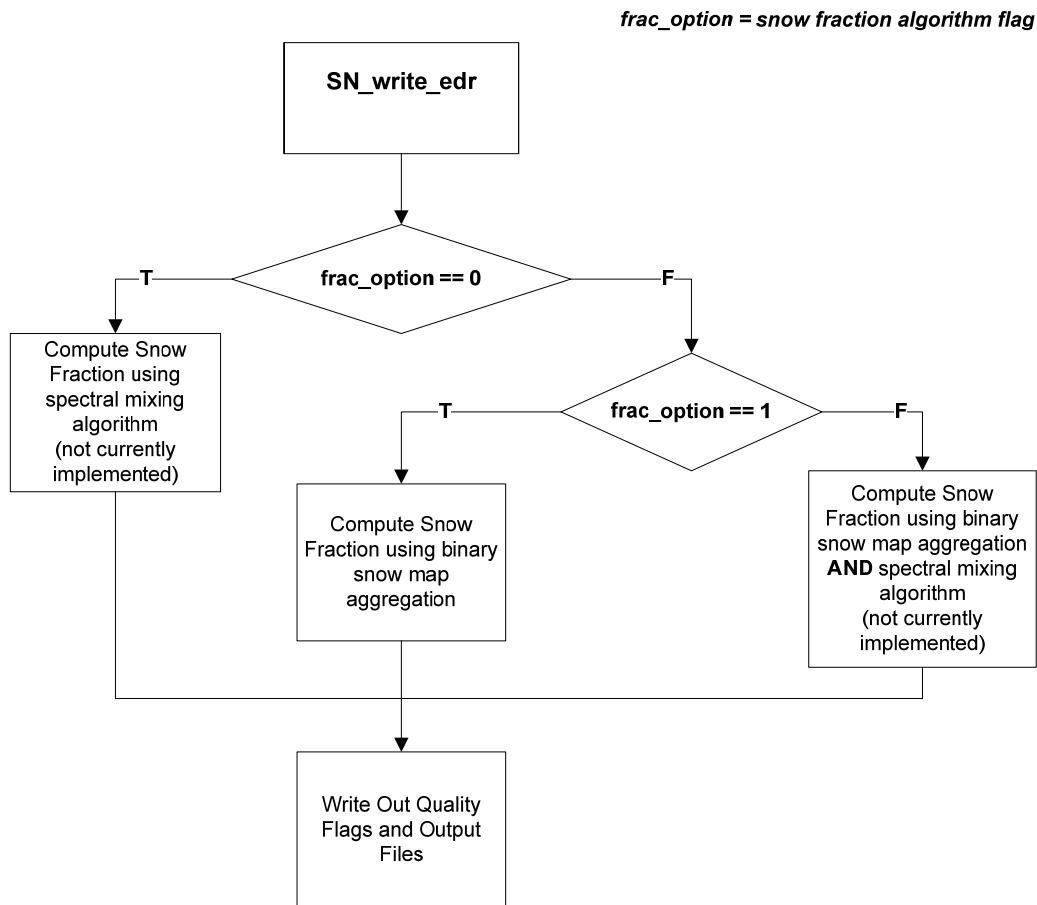 frac_option = snow fraction algorithm flag
SN_write_edr
frac_option == 0
T
F
Compute Snow
Fraction using
spectral mixing
algorithm
(not currently
implemented)
frac_option == 1
T
F
Compute Snow
Fraction using binary
snow map
aggregation
Compute Snow
Fraction using binary
snow map aggregation
AND spectral mixing
algorithm
(not currently
implemented)
Write Out Quality
Flags and Output
Files